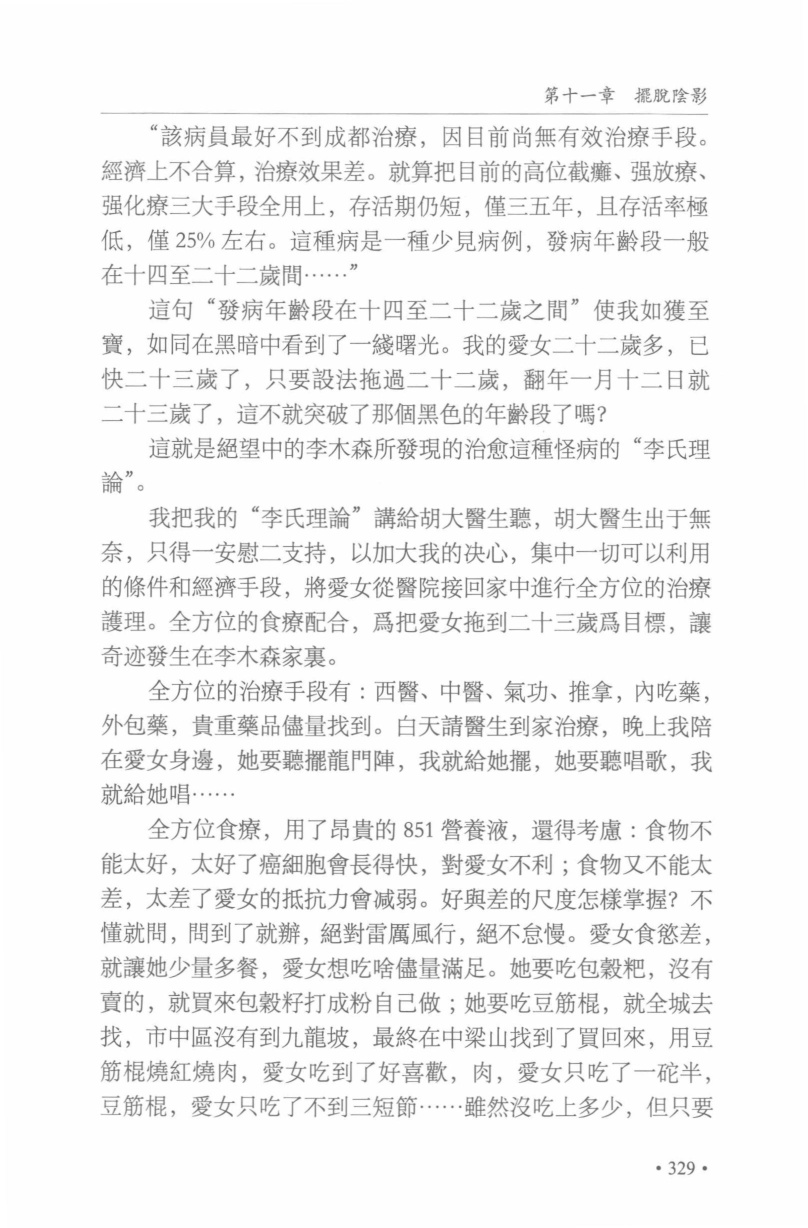 第十一章　擺脫陰影
“該病員最好不到成都治療，因目前尚無有效治療手段。
經濟上不合算，治療效果差。就算把目前的高位截癱、强放療、
强化療三大手段全用上，存活期仍短，僅三五年，且存活率極
低，僅 25% 左右。這種病是一種少見病例，發病年齡段一般
在十四至二十二歲間……”
這句“發病年齡段在十四至二十二歲之間”使我如獲至
寶，如同在黑暗中看到了一綫曙光。我的愛女二十二歲多，已
快二十三歲了，只要設法拖過二十二歲，翻年一月十二日就
二十三歲了，這不就突破了那個黑色的年齡段了嗎？
這就是絕望中的李木森所發現的治愈這種怪病的“李氏理
論”。
我把我的“李氏理論”講給胡大醫生聽，胡大醫生出于無
奈，只得一安慰二支持，以加大我的决心，集中一切可以利用
的條件和經濟手段，將愛女從醫院接回家中進行全方位的治療
護理。全方位的食療配合，爲把愛女拖到二十三歲爲目標，讓
奇迹發生在李木森家裏。
全方位的治療手段有：西醫、中醫、氣功、推拿，內吃藥，
外包藥，貴重藥品儘量找到。白天請醫生到家治療，晚上我陪
在愛女身邊，她要聽擺龍門陣，我就給她擺，她要聽唱歌，我
就給她唱……
全方位食療，用了昂貴的 851 營養液，還得考慮：食物不
能太好，太好了癌細胞會長得快，對愛女不利；食物又不能太
差，太差了愛女的抵抗力會减弱。好與差的尺度怎樣掌握？不
懂就問，問到了就辦，絕對雷厲風行，絕不怠慢。愛女食慾差，
就讓她少量多餐，愛女想吃啥儘量滿足。她要吃包穀粑，沒有
賣的，就買來包穀籽打成粉自己做；她要吃豆筋棍，就全城去
找，市中區沒有到九龍坡，最終在中梁山找到了買回來，用豆
筋棍燒紅燒肉，愛女吃到了好喜歡，肉，愛女只吃了一砣半，
豆筋棍，愛女只吃了不到三短節……雖然沒吃上多少，但只要
• 329 •